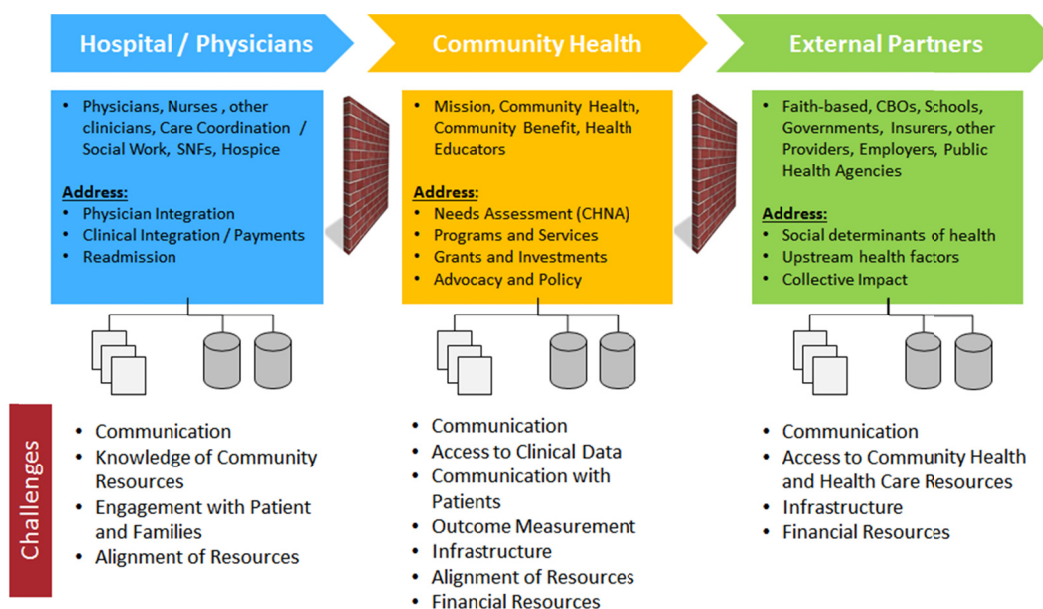 Hospital / Physicians
Community Health
External Partners
• Physicians, Nurses , other
clinicians, Care Coordination /
Social Work, SNFs, Hospice
Address:
• Physician Integration
• Clinical Integration / Payments
• Readmission
• Mission, Community Health,
Community Benefit, Health
Educators
Address:
• Needs Assessment (CHNA)
• Programs and Services
• Grants and Investments
• Advocacy and Policy
• Faith-based, CBOs, Schools,
Governments, Insurers, other
Providers, Employers, Public
Health Agencies
Address:
• Social determinants of health
• Upstream health factors
• Collective Impact
Challenges
• Communication
• Knowledge of Community
Resources
• Engagement with Patient
and Families
• Alignment of Resources
• Communication
• Access to Clinical Data
• Communication with
Patients
• Outcome Measurement
• Infrastructure
• Alignment of Resources
• Financial Resources
• Communication
• Access to Community Health
and Health Care Resources
• Infrastructure
• Financial Resources